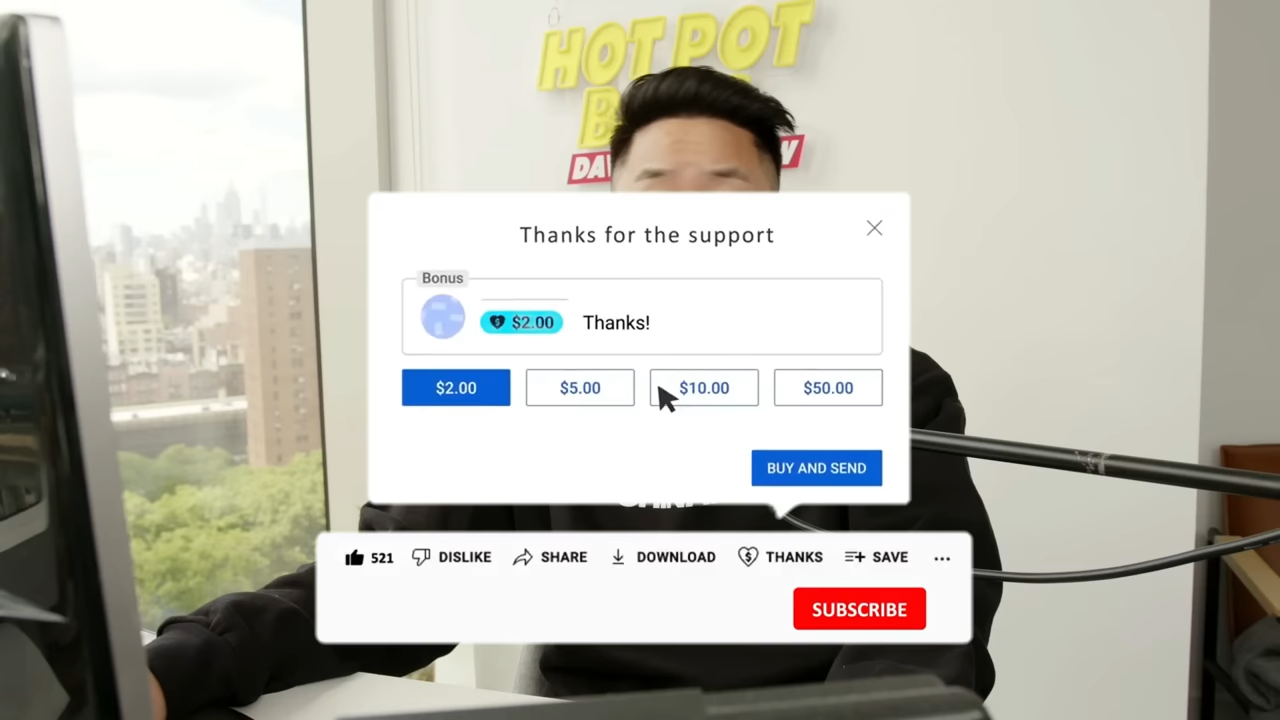 HOT POT
Thanks for the support
Bonus
$2.00 Thanks!
$2.00 $5.00 $10.00 $50.00
BUY AND SEND
521 DISLIKE SHARE DOWNLOAD THANKS SAVE ...
SUBSCRIBE